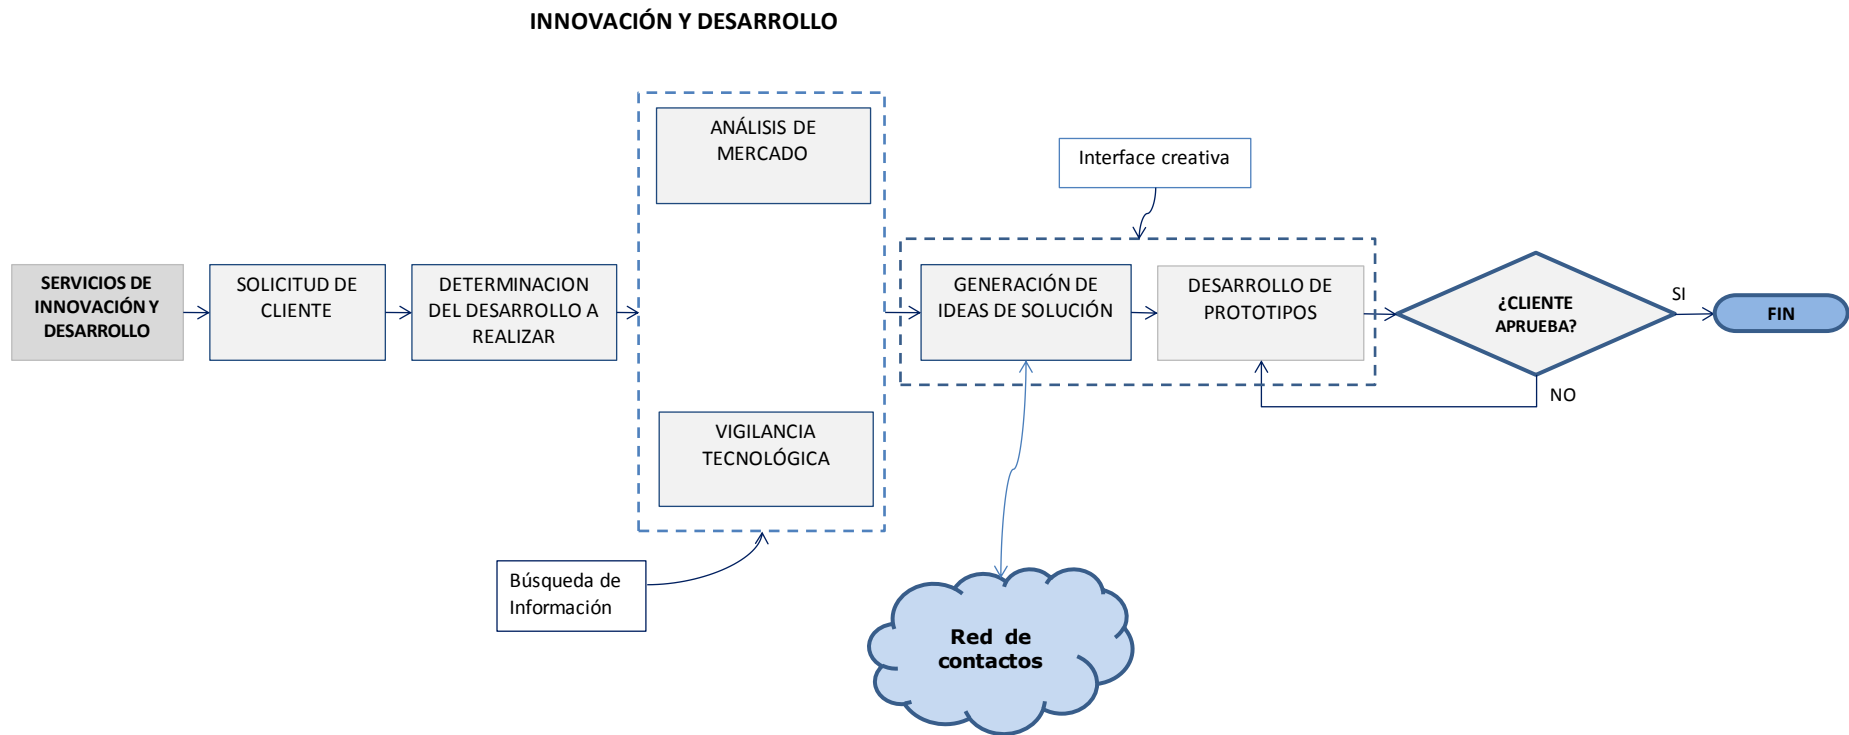 INNOVACIÓN Y DESARROLLO
ANÁLISIS DE
MERCADO
Interface creativa
SERVICIOS DE
INNOVACIÓN Y
DESARROLLO
SOLICITUD DE
CLIENTE
DETERMINACION
DEL DESARROLLO A
REALIZAR
GENERACIÓN DE
IDEAS DE SOLUCIÓN
DESARROLLO DE
PROTOTIPOS
¿CLIENTE
APRUEBA?
SI
FIN
NO
VIGILANCIA
TECNOLÓGICA
Búsqueda de
Información
Red de
contactos